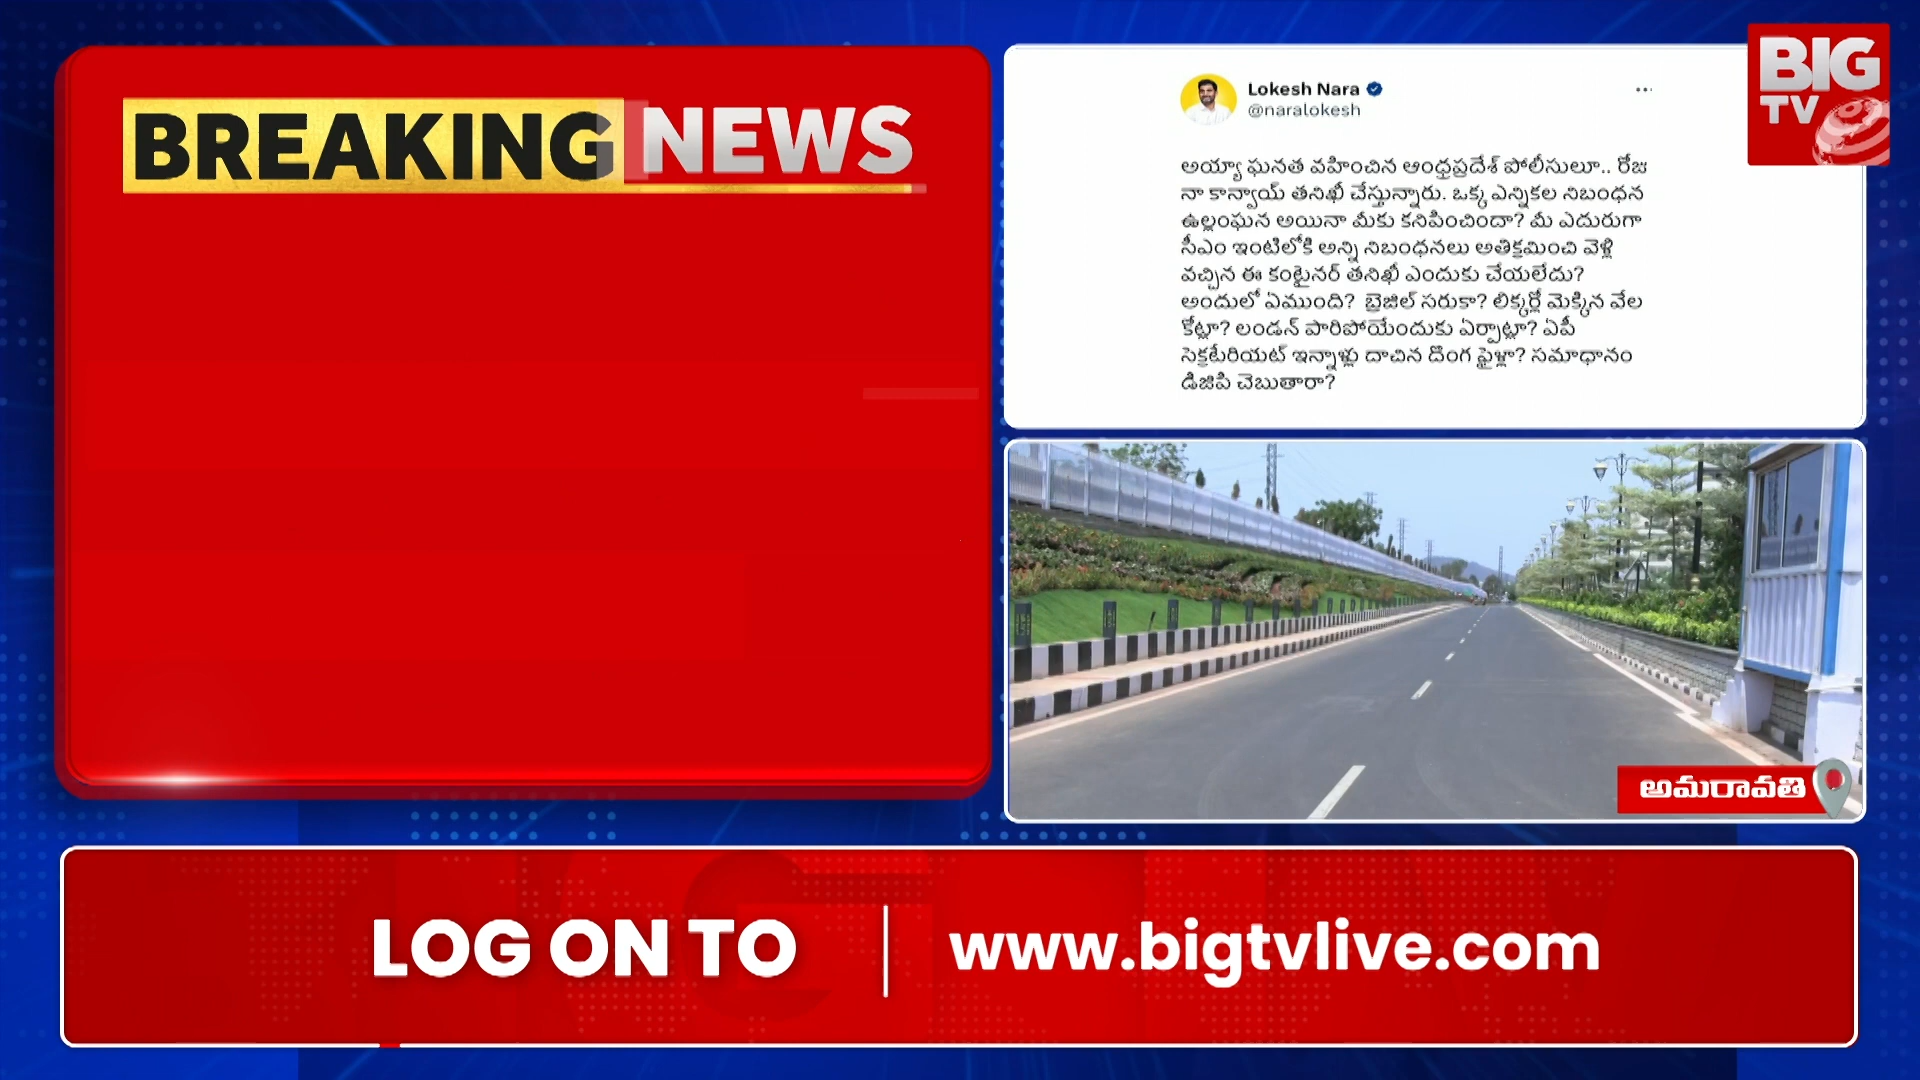 BREAKING NEWS
Lokesh Nara
@naralokesh
అయ్యా ఘనత వహించిన ఆంధ్రప్రదేశ్ పోలీసులూ.. రోజు
నా కాన్వాయ్ తనిఖీ చేస్తున్నారు. ఒక్క ఎన్నికల నిబంధన
ఉల్లంఘన అయినా మీకు కనిపించిందా? మీ ఎదురుగా
సీఎం ఇంటిలోకి అన్ని నిబంధనలు అతిక్రమించి వెళ్లి
వచ్చిన ఈ కంటైనర్ తనిఖీ ఎందుకు చేయలేదు?
అందులో ఏముంది? బ్రెజిల్ సరుకా? లిక్కర్లో మెక్కిన వేల
కోట్లా? లండన్ పారిపోయేందుకు ఏర్పాట్లా? ఏపీ
సెక్రటేరియట్ ఇన్నాళ్లు దాచిన దొంగ ఫైళ్లా? సమాధానం
డిజిపి చెబుతారా?
BIG
TV
అమరావతి
LOG ON TO | www.bigtvlive.com